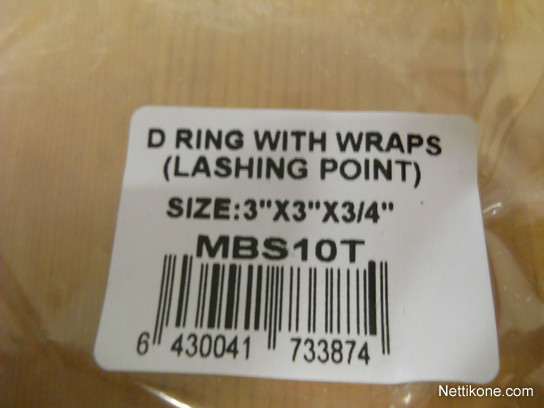 D RING WITH WRAPS
(LASHING POINT)
SIZE:3"X3"X3/4"
MBS10T
6 430041 733874
Nettikone.com